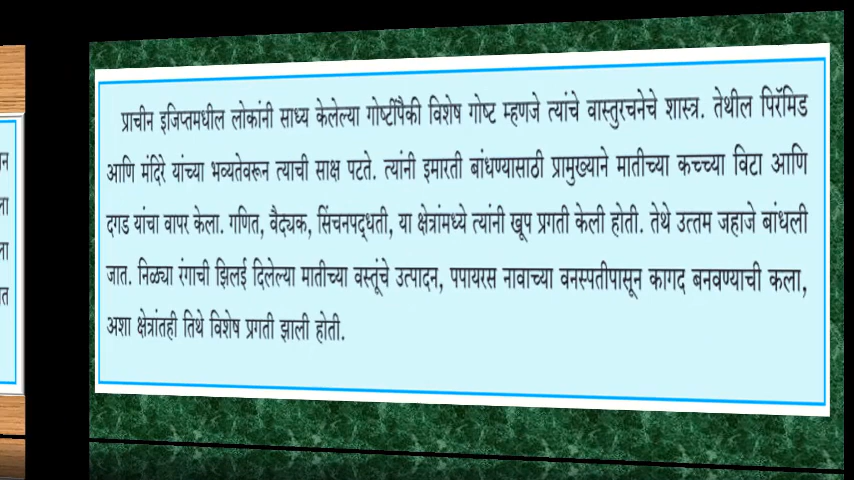 प्राचीन इजिप्तमधील लोकांनी साध्य केलेल्या गोष्टींपैकी विशेष गोष्ट म्हणजे त्यांचे वास्तुरचनेचे शास्त्र. तेथील पिरॅमिड
आणि मंदिरे यांच्या भव्यतेवरून त्याची साक्ष पटते. त्यांनी इमारती बांधण्यासाठी प्रामुख्याने मातीच्या कच्च्या विटा आणि
दगड यांचा वापर केला. गणित, वैद्यक, सिंचनपद्धती, या क्षेत्रांमध्ये त्यांनी खूप प्रगती केली होती. तेथे उत्तम जहाजे बांधली
जात. निळ्या रंगाची झिलई दिलेल्या मातीच्या वस्तूंचे उत्पादन, पपायरस नावाच्या वनस्पतीपासून कागद बनवण्याची कला,
अशा क्षेत्रांतही तिथे विशेष प्रगती झाली होती.